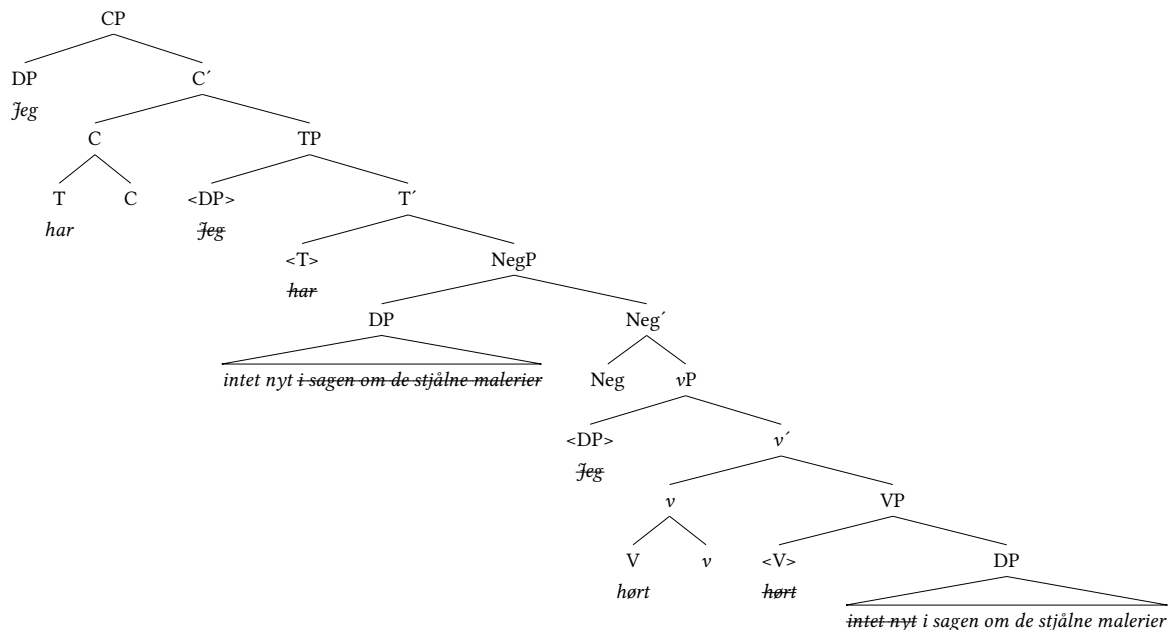 CP
DP C´
Jeg
C TP
T C <DP> T´
har Jeg
<T> NegP
har
DP Neg´
intet nyt i sagen om de stjålne malerier Neg vP
<DP> v´
Jeg
v VP
V v <V> DP
hørt hørt
intet nyt i sagen om de stjålne malerier